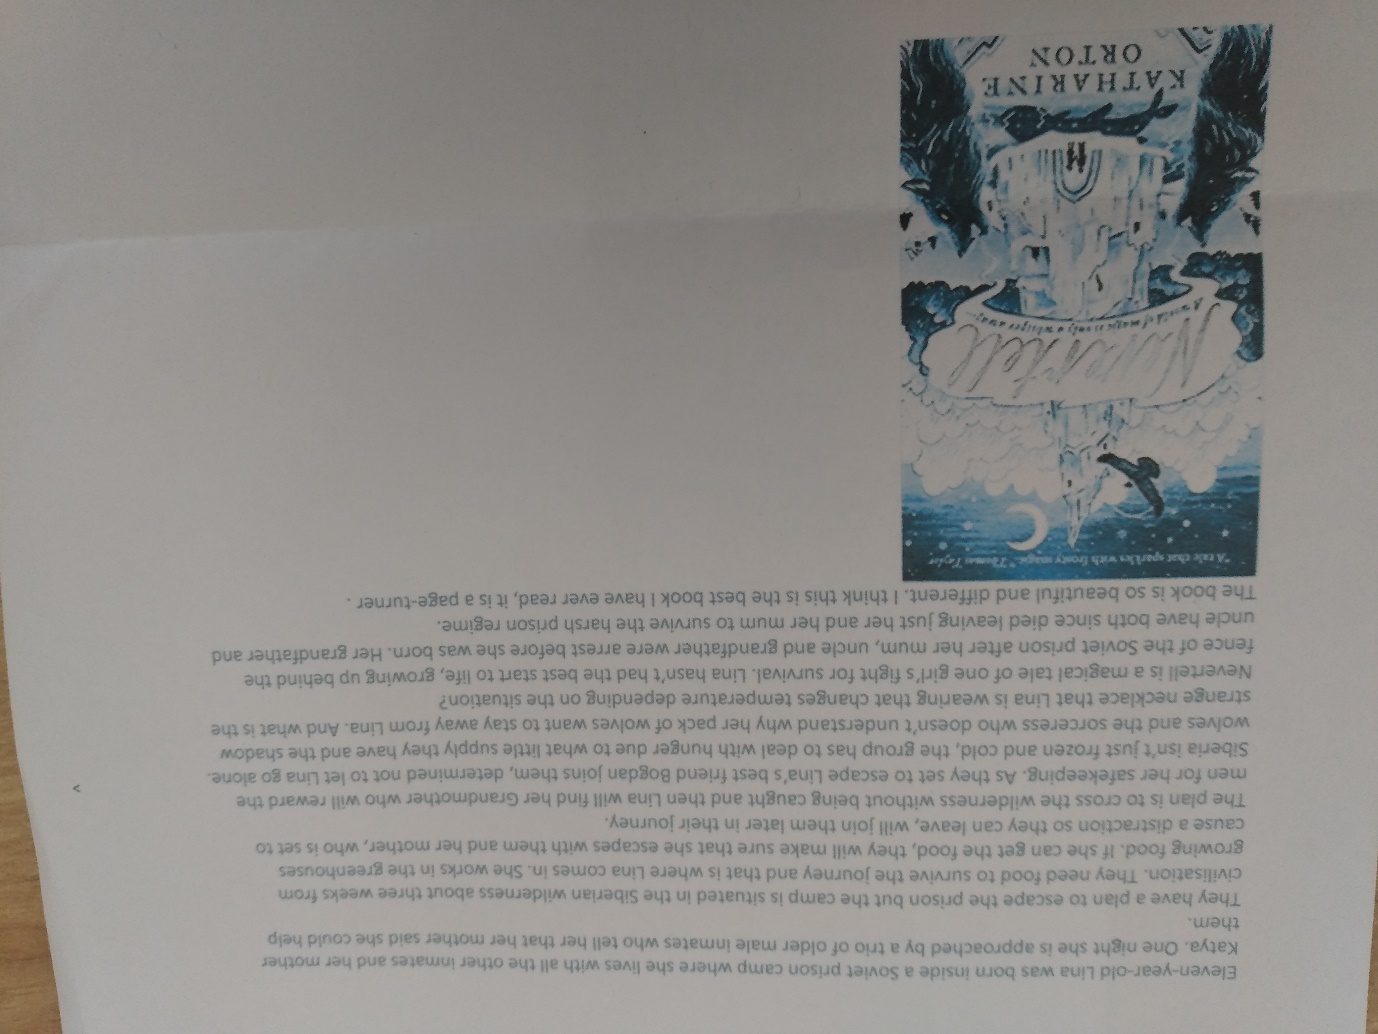 Eleven-year-old Lina was born inside a Soviet prison camp where she lives with all the other inmates and her mother
Katya. One night she is approached by a trio of older male inmates who tell her that her mother said she could help
them.
They have a plan to escape the prison but the camp is situated in the Siberian wilderness about three weeks from
civilisation. They need food to survive the journey and that is where Lina comes in. She works in the greenhouses
growing food. If she can get the food, they will make sure that she escapes with them and her mother, who is set to
cause a distraction so they can leave, will join them later in their journey.
The plan is to cross the wilderness without being caught and then Lina will find her Grandmother who will reward the
men for her safekeeping. As they set to escape Lina's best friend Bogdan joins them, determined not to let Lina go alone.
Siberia isn't just frozen and cold, the group has to deal with hunger due to what little supply they have and the shadow
wolves and the sorceress who doesn't understand why her pack of wolves want to stay away from Lina. And what is the
strange necklace that Lina is wearing that changes temperature depending on the situation?
Nevertell is a magical tale of one girl's fight for survival. Lina hasn't had the best start to life, growing up behind the
fence of the Soviet prison after her mum, uncle and grandfather were arrest before she was born. Her grandfather and
uncle have both since died leaving just her and her mum to survive the harsh prison regime.
The book is so beautiful and different. I think this is the best book I have ever read, it is a page-turner .
"A tale that sparkles with frosty magic." Thomas Taylor
Nevertell
A world of magic is only a whisper away...
KATHARINE
ORTON